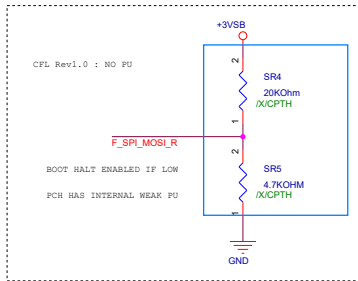 +3VSB
CFL Rev1.0 : NO PU
2
SR4
20KOhm
/X/CPTH
1
F_SPI_MOSI_R
2
BOOT HALT ENABLED IF LOW
SR5
4.7KOHM
PCH HAS INTERNAL WEAK PU
/X/CPTH
1
GND